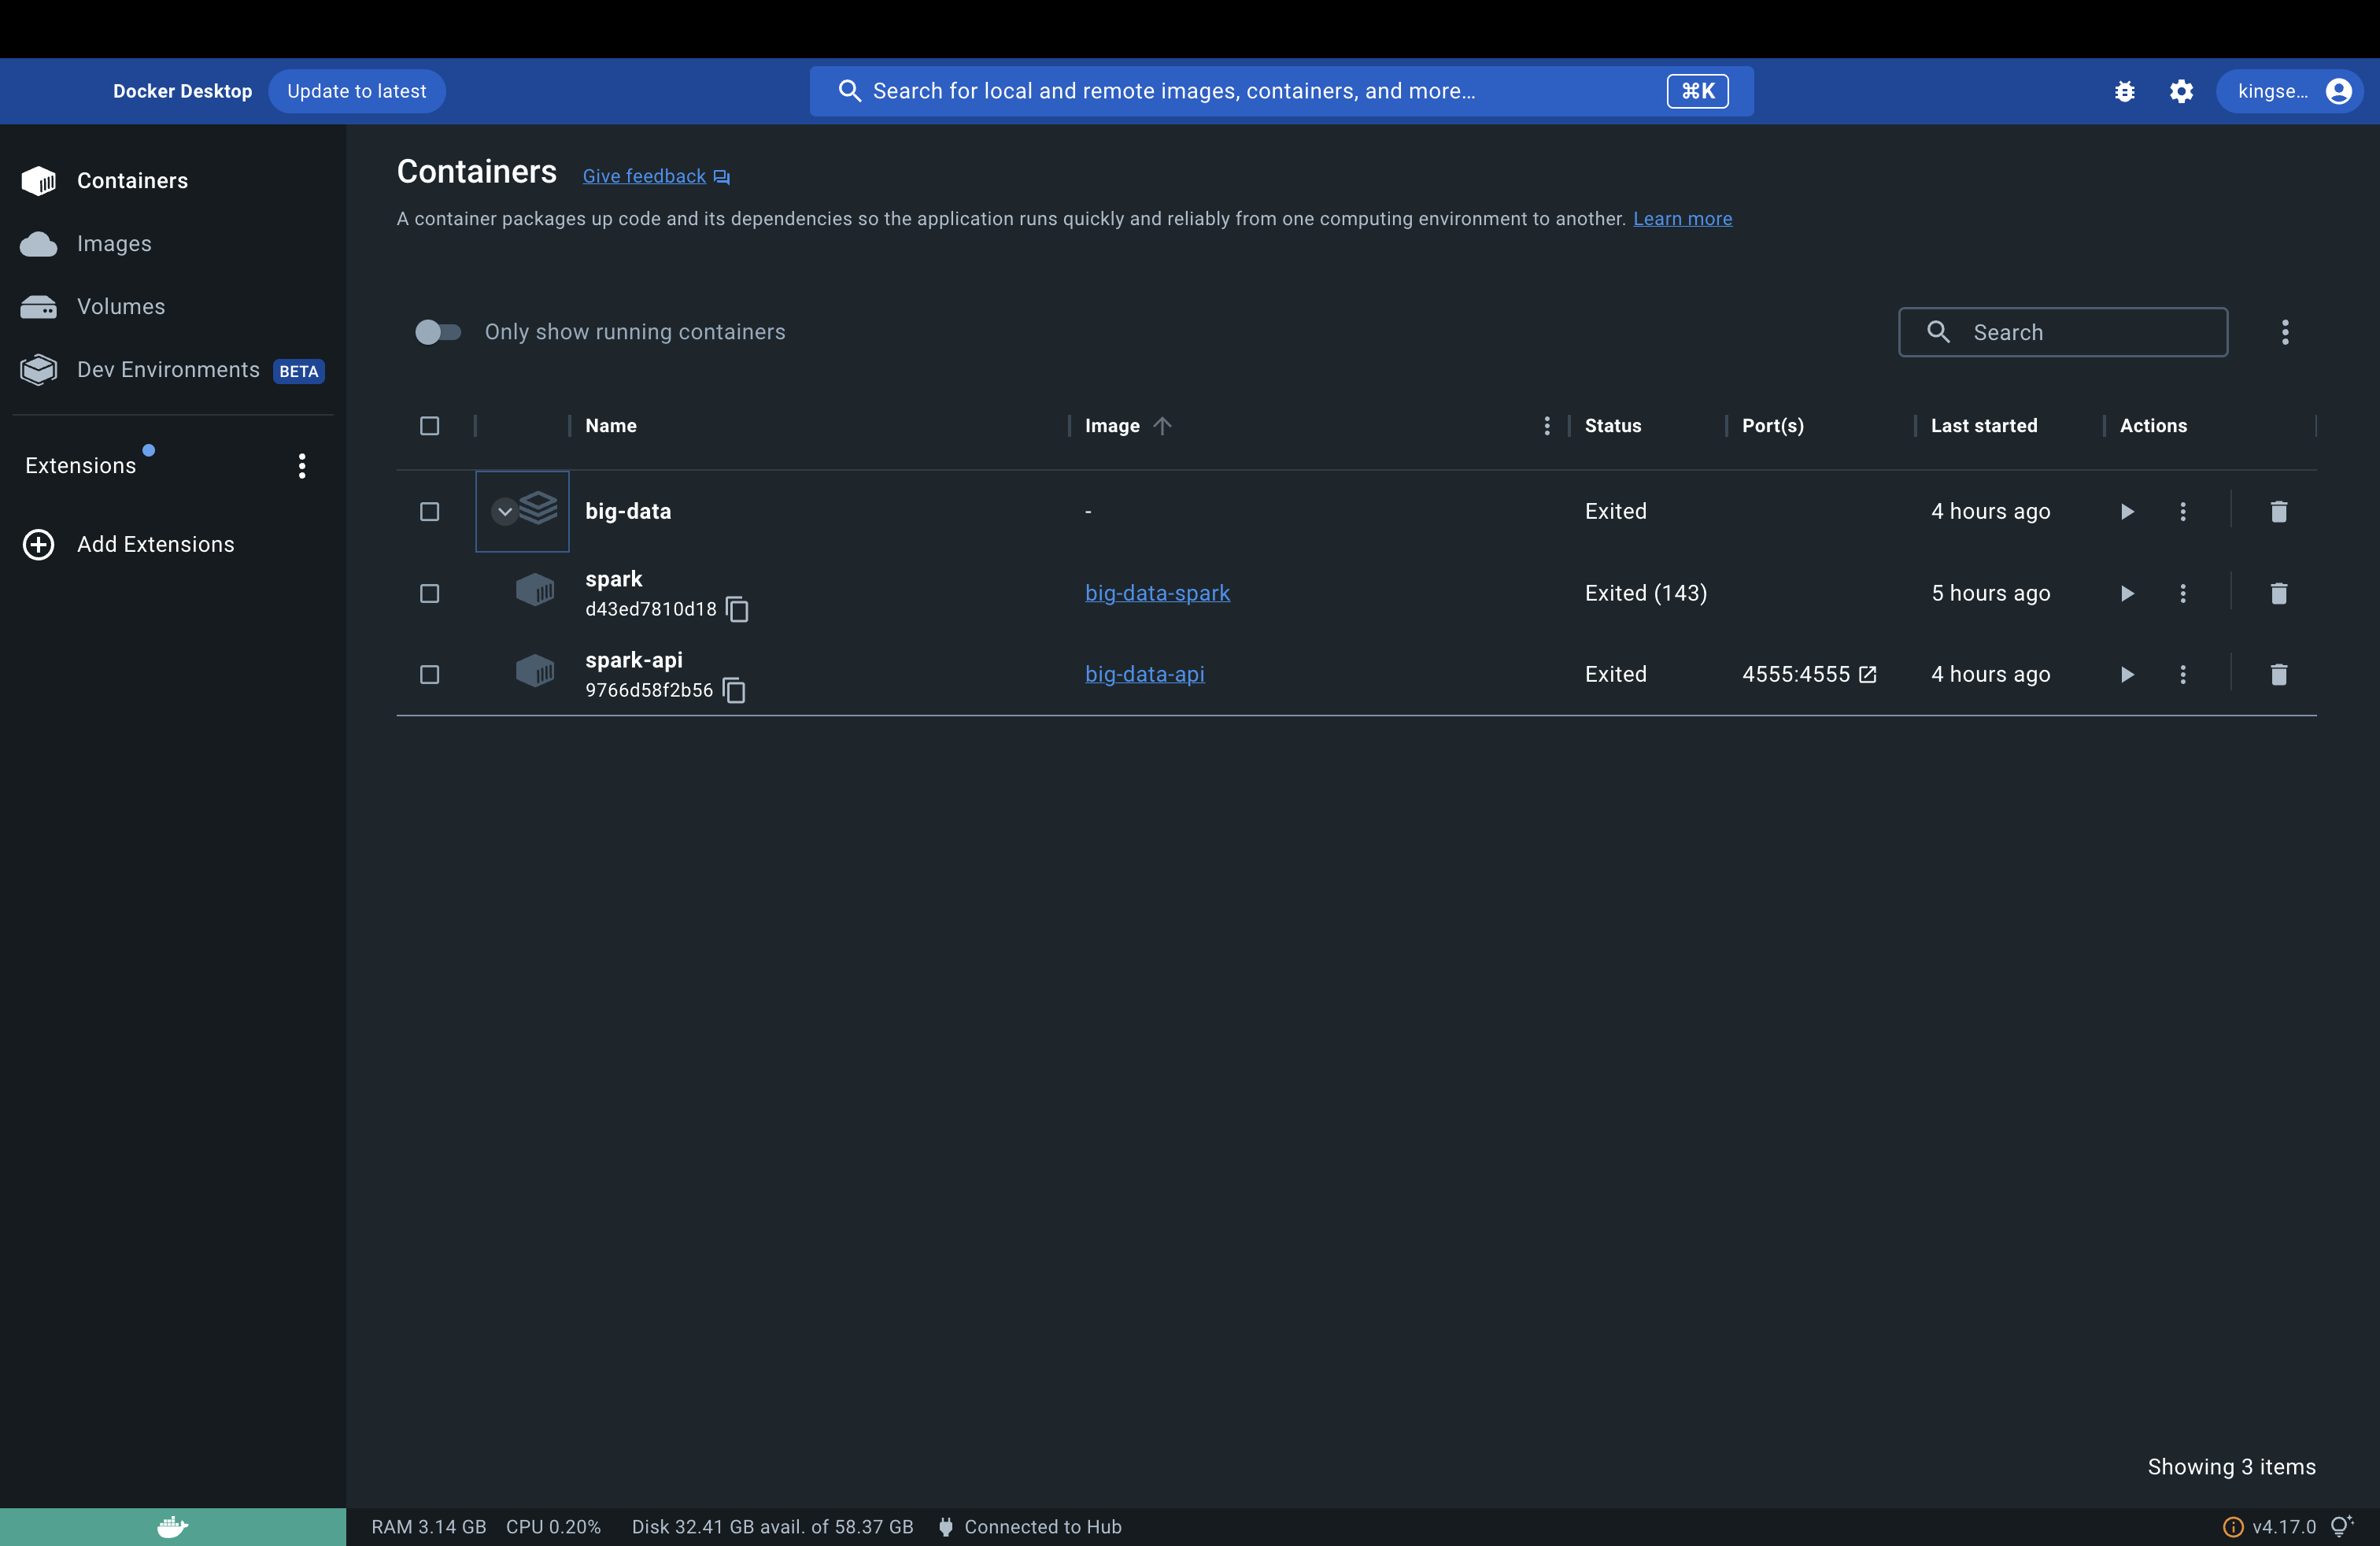 Docker Desktop Update to latest Search for local and remote images, containers, and more... ⌘K kingse...
Containers
Images
Volumes
Dev Environments BETA
Extensions
Add Extensions
Containers Give feedback
A container packages up code and its dependencies so the application runs quickly and reliably from one computing environment to another. Learn more
Only show running containers Search
Name Image Status Port(s) Last started Actions
big-data - Exited 4 hours ago
spark
d43ed7810d18 big-data-spark Exited (143) 5 hours ago
spark-api
9766d58f2b56 big-data-api Exited 4555:4555 4 hours ago
Showing 3 items
RAM 3.14 GB CPU 0.20% Disk 32.41 GB avail. of 58.37 GB Connected to Hub v4.17.0